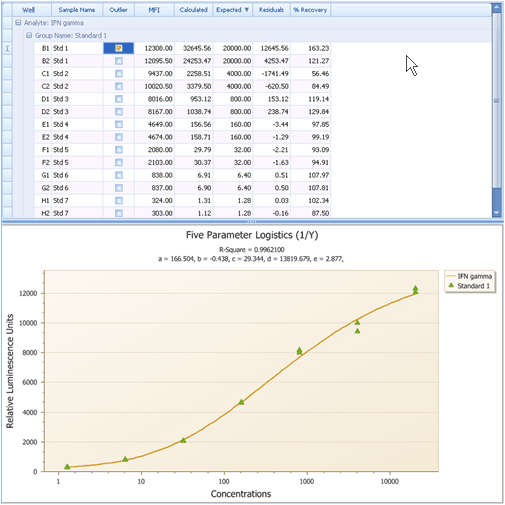 Well Sample Name Outlier MFI Calculated Expected Residuals % Recovery
Analyte: IFN gamma
Group Name: Standard 1
B1 Std 1 12308.00 32645.56 20000.00 12645.56 163.23
B2 Std 1 12095.50 24253.47 20000.00 4253.47 121.27
C1 Std 2 9437.00 2258.51 4000.00 -1741.49 56.46
C2 Std 2 10020.50 3379.50 4000.00 -620.50 84.49
D1 Std 3 8016.00 953.12 800.00 153.12 119.14
D2 Std 3 8167.00 1038.74 800.00 238.74 129.84
E1 Std 4 4649.00 156.56 160.00 -3.44 97.85
E2 Std 4 4674.00 158.71 160.00 -1.29 99.19
F1 Std 5 2080.00 29.79 32.00 -2.21 93.09
F2 Std 5 2103.00 30.37 32.00 -1.63 94.91
G1 Std 6 838.00 6.91 6.40 0.51 107.97
G2 Std 6 837.00 6.90 6.40 0.50 107.81
H1 Std 7 324.00 1.31 1.28 0.03 102.34
H2 Std 7 303.00 1.12 1.28 -0.16 87.50
Five Parameter Logistics (1/Y)
R-Square = 0.9962100
a = 166.504, b = -0.438, c = 29.344, d = 13819.679, e = 2.877,
IFN gamma
Standard 1
Relative Luminescence Units
12000
10000
8000
6000
4000
2000
0
1 10 100 1000 10000
Concentrations